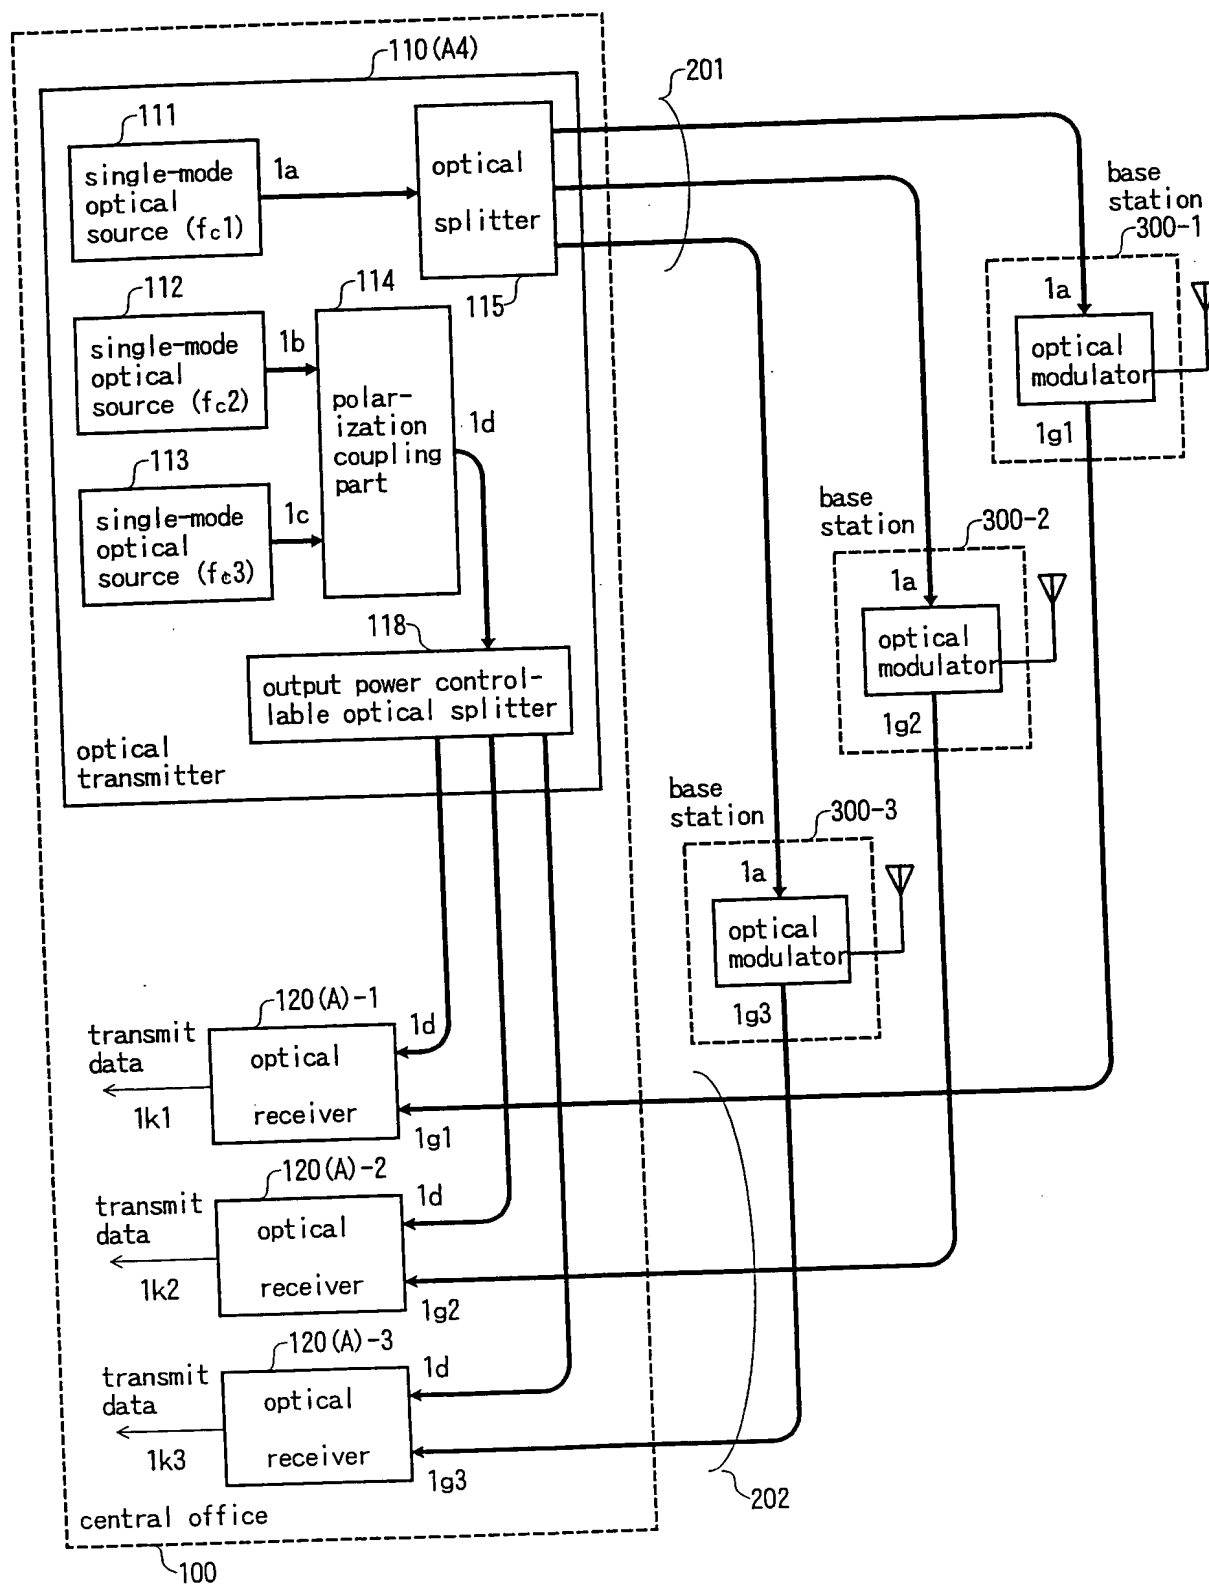 110(A4)
201
111
single-mode
optical
source (fc1)
1a
optical
splitter
115
base
station
300-1
1a
optical
modulator
1g1
112
single-mode
optical
source (fc2)
1b
114
polar-
ization
coupling
part
1d
113
single-mode
optical
source (fc3)
1c
base
station
300-2
1a
optical
modulator
1g2
118
output power control-
lable optical splitter
optical
transmitter
base
station
300-3
1a
optical
modulator
1g3
120(A)-1
1d
transmit
data
1k1
optical
receiver
1g1
120(A)-2
1d
transmit
data
1k2
optical
receiver
1g2
120(A)-3
1d
transmit
data
1k3
optical
receiver
1g3
202
central office
100